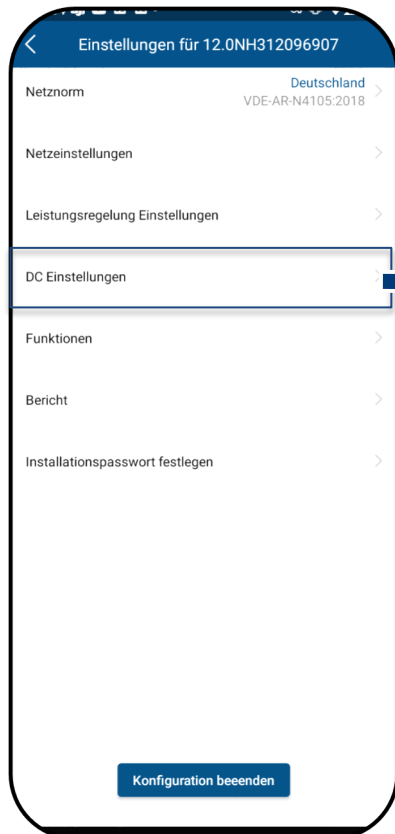 Einstellungen für 12.0NH312096907
Netznorm
Deutschland
VDE-AR-N4105:2018
Netzeinstellungen
Leistungsregelung Einstellungen
DC Einstellungen
Funktionen
Bericht
Installationspasswort festlegen
Konfiguration beeenden